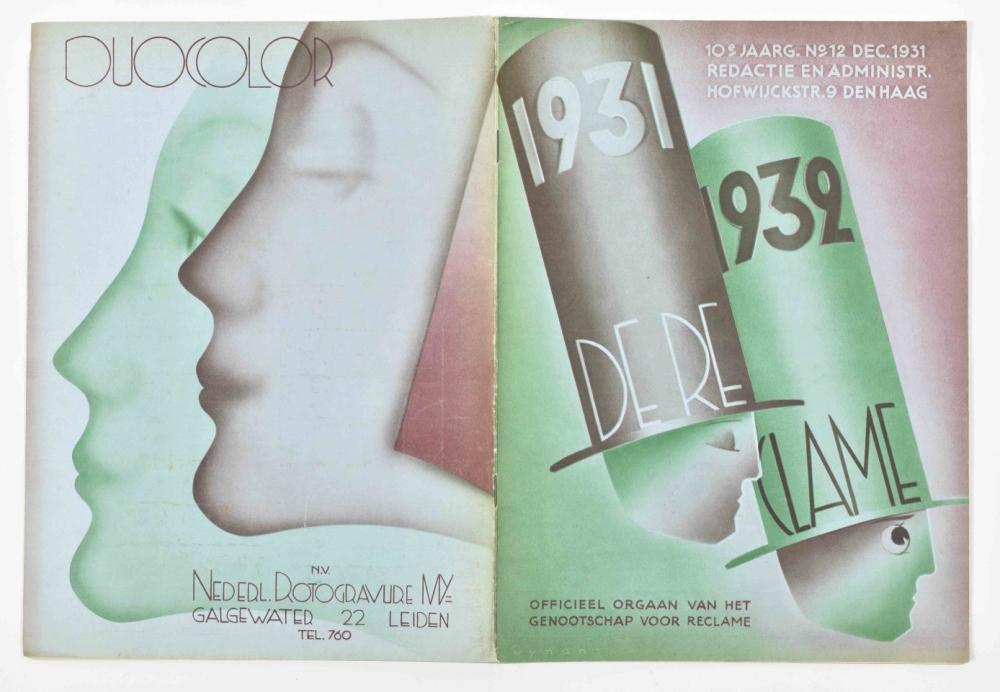 DUOCOLOR
N.V.
NEDERL. ROTOGRAVURE MY=
GALGEWATER 22 LEIDEN
TEL. 760
10E JAARG. No 12 DEC. 1931
REDACTIE EN ADMINISTR.
HOFWIJCKSTR. 9 DEN HAAG
1931
1932
DE RE
CLAME
OFFICIEEL ORGAAN VAN HET
GENOOTSCHAP VOOR RECLAME